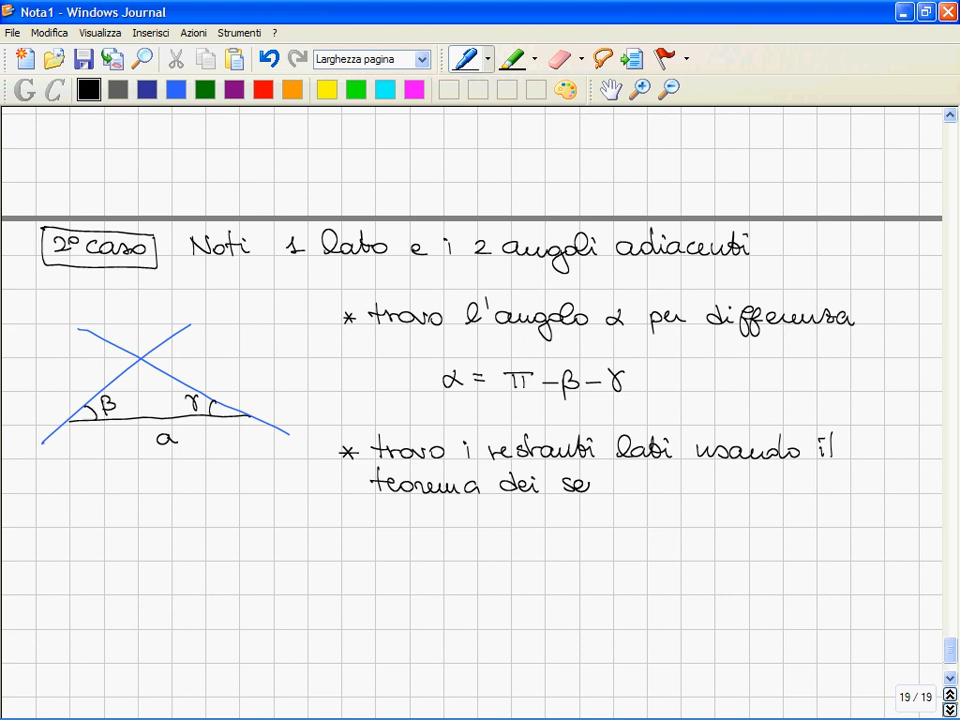 Nota1 - Windows Journal
File Modifica Visualizza Inserisci Azioni Strumenti ?
Larghezza pagina
G C
2º caso Noti 1 lato e i 2 angoli adiacenti
* trovo l'angolo α per differenza
α = π - β - γ
β γ
a
* trovo i restanti lati usando il
teorema dei se
19 / 19